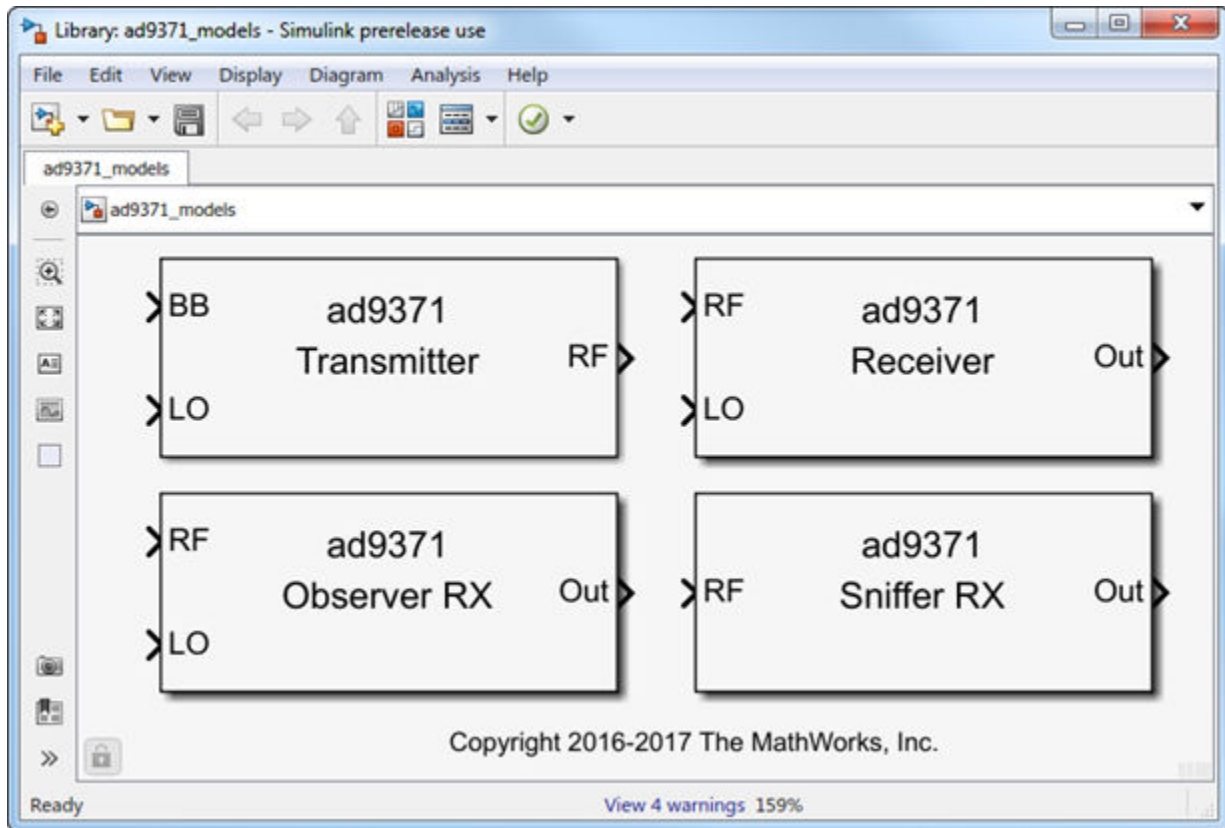 Library: ad9371_models - Simulink prerelease use
File Edit View Display Diagram Analysis Help
ad9371_models
ad9371_models
BB
ad9371
Transmitter
RF
LO
RF
ad9371
Receiver
Out
LO
RF
ad9371
Observer RX
Out
LO
RF
ad9371
Sniffer RX
Out
Copyright 2016-2017 The MathWorks, Inc.
Ready View 4 warnings 159%